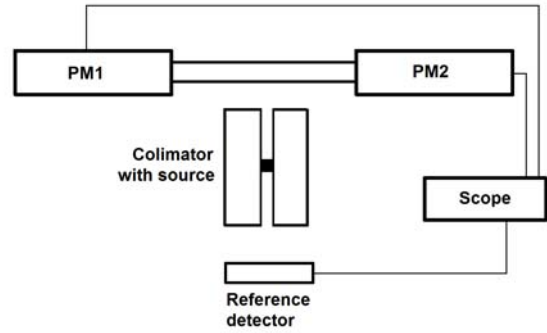 PM1
PM2
Colimator
with source
Scope
Reference
detector